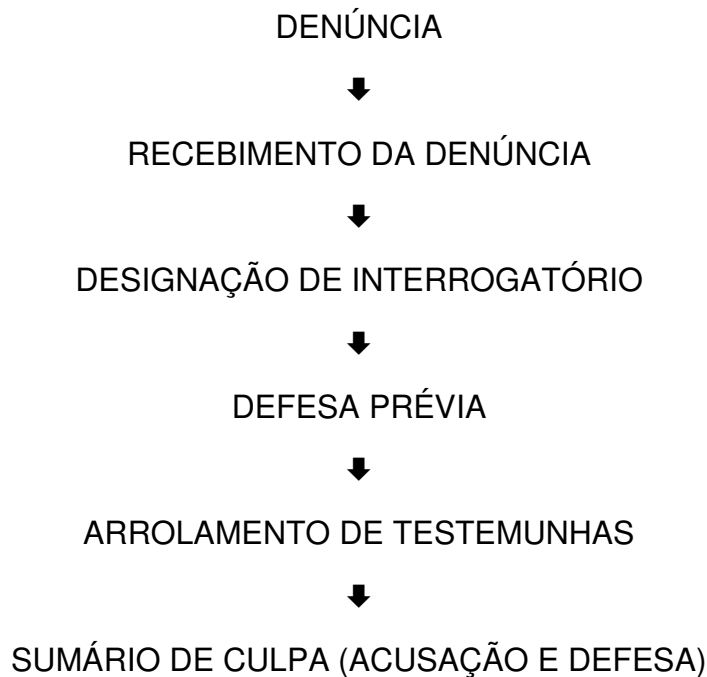 DENÚNCIA
RECEBIMENTO DA DENÚNCIA
DESIGNAÇÃO DE INTERROGATÓRIO
DEFESA PRÉVIA
ARROLAMENTO DE TESTEMUNHAS
SUMÁRIO DE CULPA (ACUSAÇÃO E DEFESA)